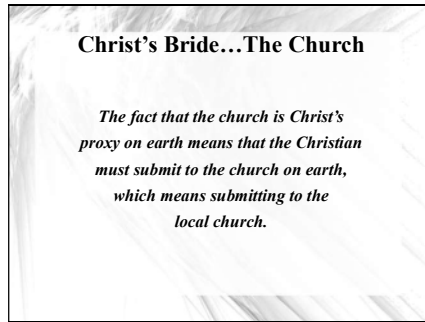 Christ’s Bride…The Church
The fact that the church is Christ’s
proxy on earth means that the Christian
must submit to the church on earth,
which means submitting to the
local church.